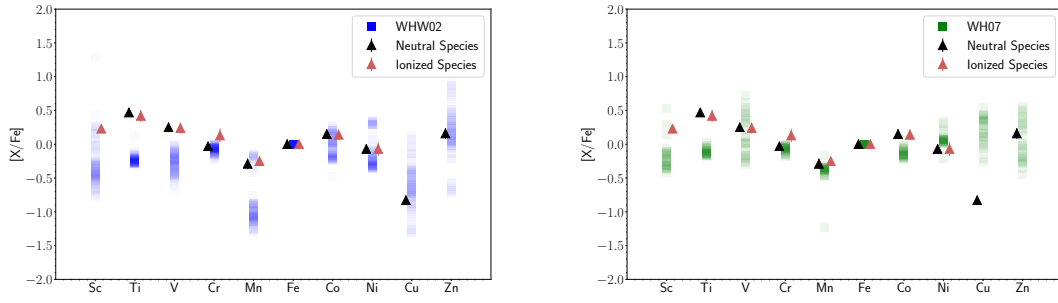 2.0
1.5
1.0
0.5
0.0
−0.5
−1.0
−1.5
−2.0
[X/Fe]
WHW02
Neutral Species
Ionized Species
Sc Ti V Cr Mn Fe Co Ni Cu Zn
2.0
1.5
1.0
0.5
0.0
−0.5
−1.0
−1.5
−2.0
[X/Fe]
WH07
Neutral Species
Ionized Species
Sc Ti V Cr Mn Fe Co Ni Cu Zn